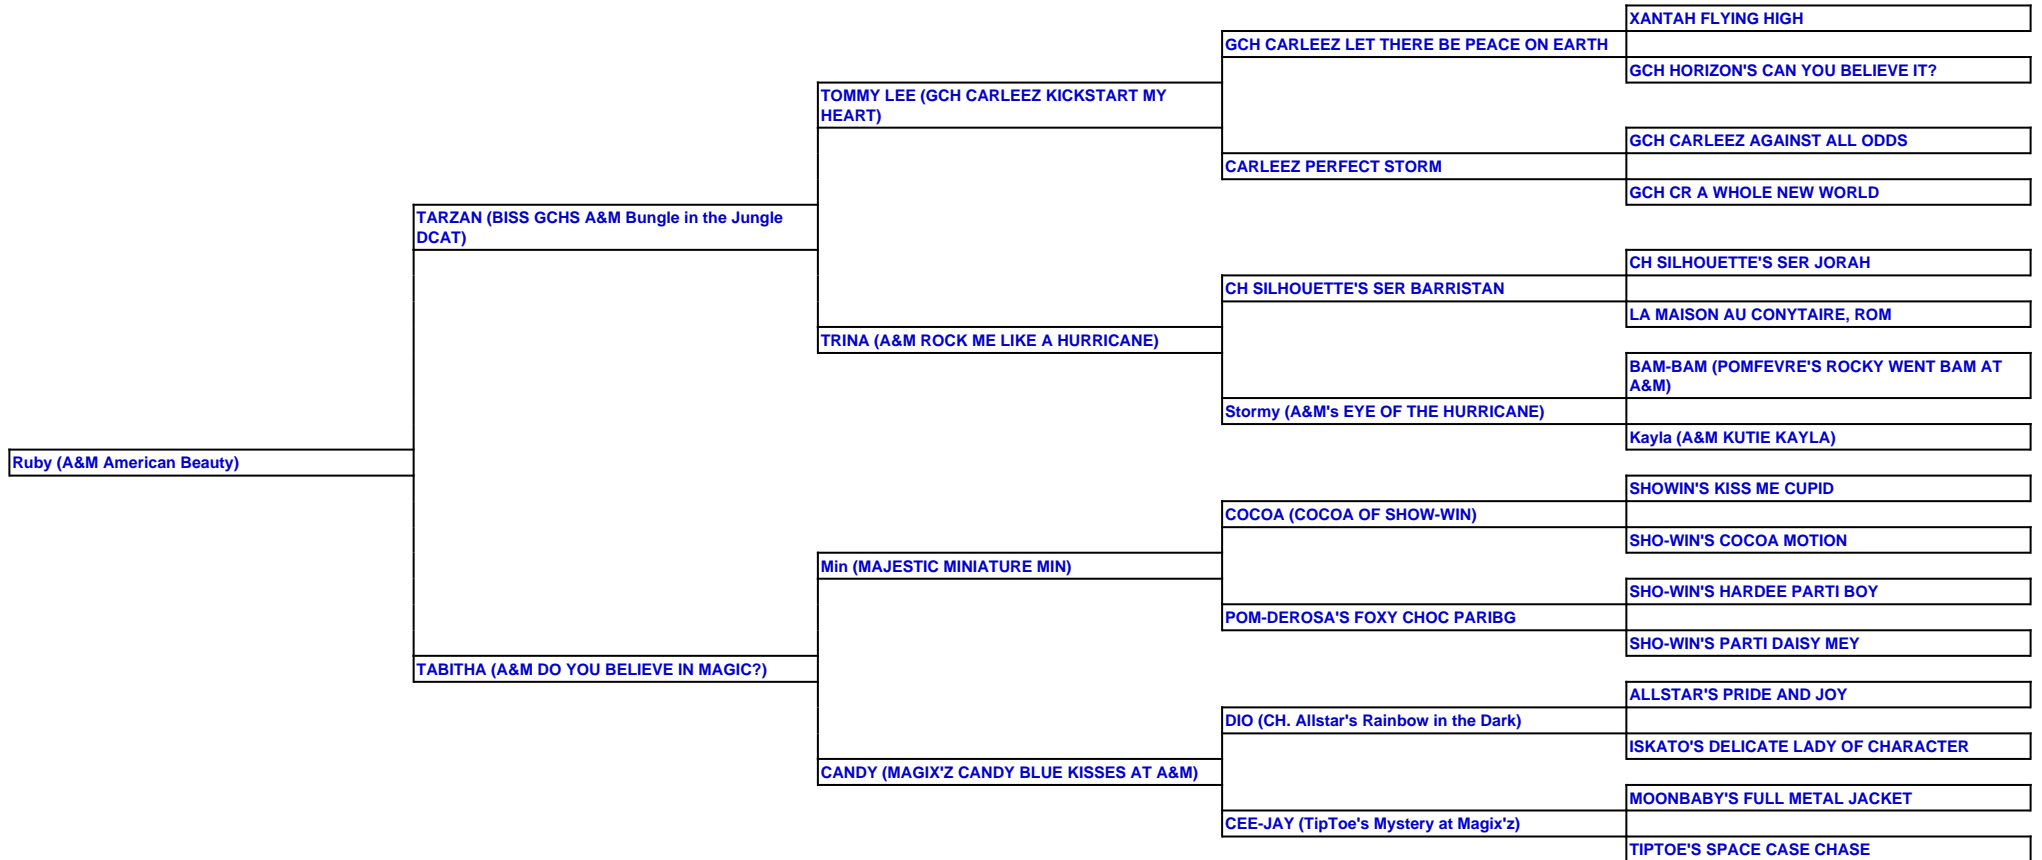 XANTAH FLYING HIGH
GCH CARLEEZ LET THERE BE PEACE ON EARTH
GCH HORIZON'S CAN YOU BELIEVE IT?
TOMMY LEE (GCH CARLEEZ KICKSTART MY
HEART)
GCH CARLEEZ AGAINST ALL ODDS
CARLEEZ PERFECT STORM
GCH CR A WHOLE NEW WORLD
TARZAN (BISS GCHS A&M Bungle in the Jungle
DCAT)
CH SILHOUETTE'S SER JORAH
CH SILHOUETTE'S SER BARRISTAN
LA MAISON AU CONYTAIRE, ROM
TRINA (A&M ROCK ME LIKE A HURRICANE)
BAM-BAM (POMFEVRE'S ROCKY WENT BAM AT
A&M)
Stormy (A&M's EYE OF THE HURRICANE)
Kayla (A&M KUTIE KAYLA)
Ruby (A&M American Beauty)
SHOWIN'S KISS ME CUPID
COCOA (COCOA OF SHOW-WIN)
SHO-WIN'S COCOA MOTION
Min (MAJESTIC MINIATURE MIN)
SHO-WIN'S HARDEE PARTI BOY
POM-DEROSA'S FOXY CHOC PARIBG
SHO-WIN'S PARTI DAISY MEY
TABITHA (A&M DO YOU BELIEVE IN MAGIC?)
ALLSTAR'S PRIDE AND JOY
DIO (CH. Allstar's Rainbow in the Dark)
ISKATO'S DELICATE LADY OF CHARACTER
CANDY (MAGIX'Z CANDY BLUE KISSES AT A&M)
MOONBABY'S FULL METAL JACKET
CEE-JAY (TipToe's Mystery at Magix'z)
TIPTOE'S SPACE CASE CHASE